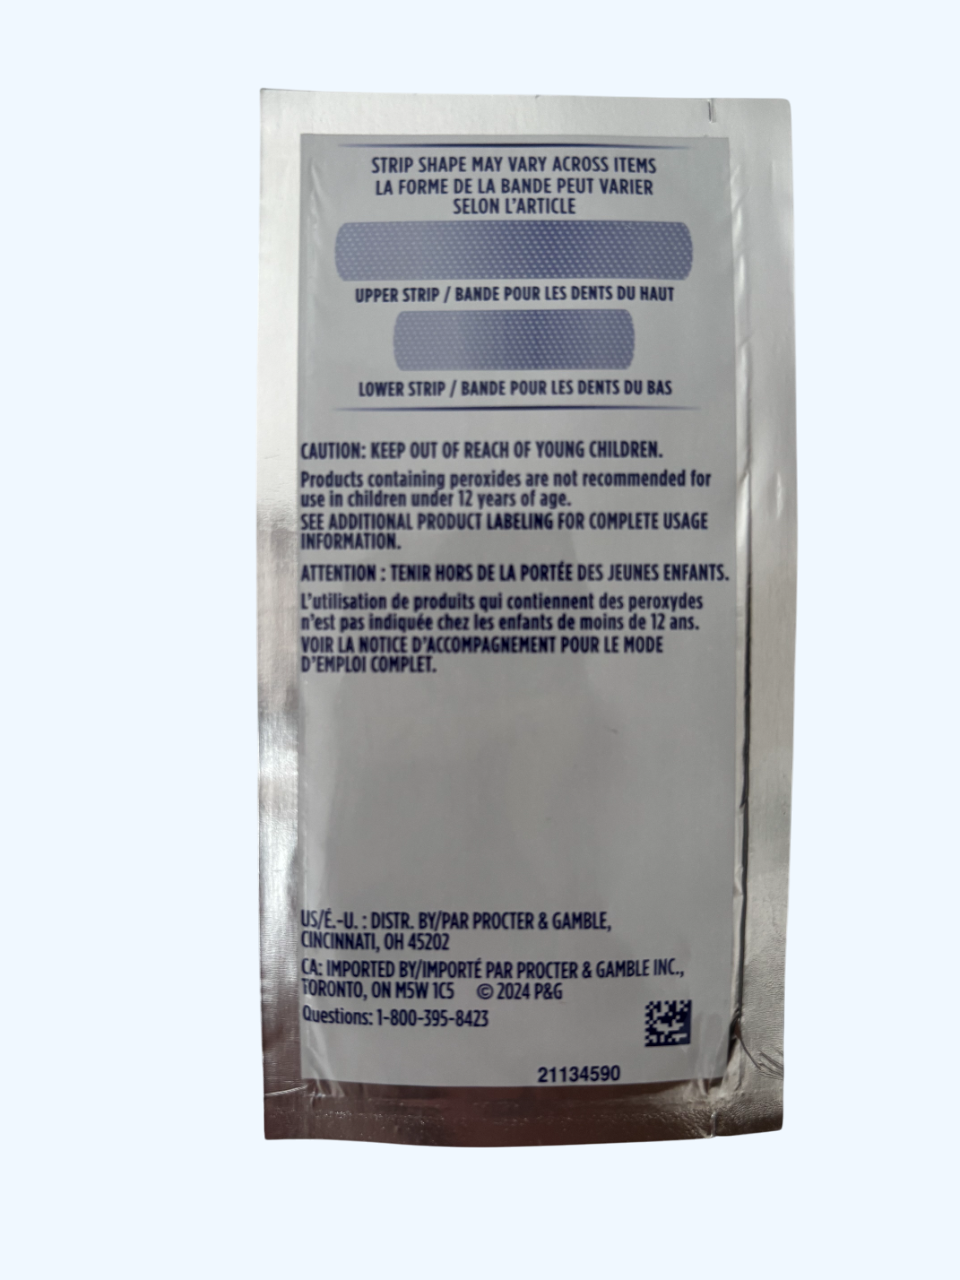 STRIP SHAPE MAY VARY ACROSS ITEMS
LA FORME DE LA BANDE PEUT VARIER
SELON L'ARTICLE
UPPER STRIP / BANDE POUR LES DENTS DU HAUT
LOWER STRIP / BANDE POUR LES DENTS DU BAS
CAUTION: KEEP OUT OF REACH OF YOUNG CHILDREN.
Products containing peroxides are not recommended for
use in children under 12 years of age.
SEE ADDITIONAL PRODUCT LABELING FOR COMPLETE USAGE
INFORMATION.
ATTENTION : TENIR HORS DE LA PORTÉE DES JEUNES ENFANTS.
L'utilisation de produits qui contiennent des peroxydes
n'est pas indiquée chez les enfants de moins de 12 ans.
VOIR LA NOTICE D'ACCOMPAGNEMENT POUR LE MODE
D'EMPLOI COMPLET.
US/É.-U. : DISTR. BY/PAR PROCTER & GAMBLE,
CINCINNATI, OH 45202
CA: IMPORTED BY/IMPORTÉ PAR PROCTER & GAMBLE INC.,
TORONTO, ON M5W 1C5 © 2024 P&G
Questions: 1-800-395-8423
21134590